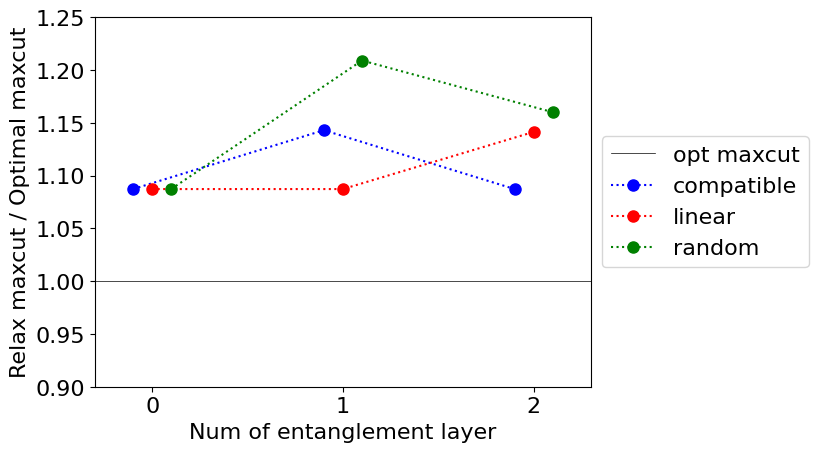 Relax maxcut / Optimal maxcut
1.25
1.20
1.15
1.10
1.05
1.00
0.95
0.90
0
1
2
Num of entanglement layer
opt maxcut
compatible
linear
random